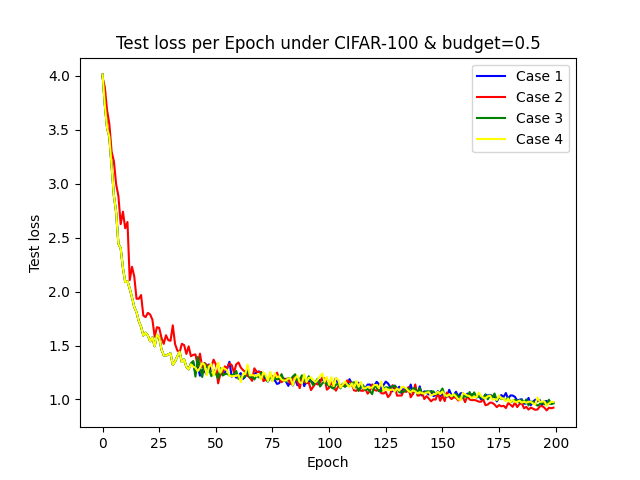 Test loss per Epoch under CIFAR-100 & budget=0.5
Case 1
Case 2
Case 3
Case 4
Test loss
4.0
3.5
3.0
2.5
2.0
1.5
1.0
0 25 50 75 100 125 150 175 200
Epoch